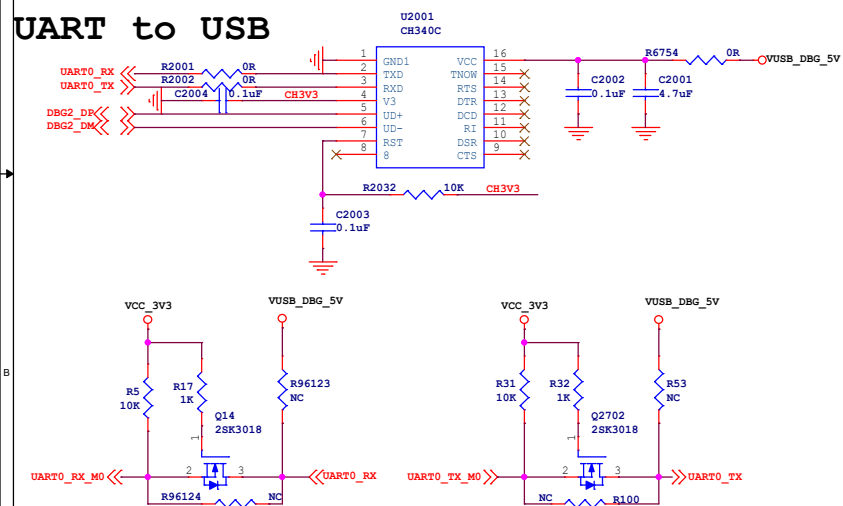 UART to USB
U2001
CH340C
1 GND1 VCC 16
2 TXD TNOW 15
3 RXD RTS 14
4 V3 DTR 13
5 UD+ DCD 12
6 UD- RI 11
7 RST DSR 10
8 8 CTS 9
UART0_RX R2001 0R
UART0_TX R2002 0R
C2004 0.1uF CH3V3
DBG2_DP
DBG2_DM
R6754 0R VUSB_DBG_5V
C2002
0.1uF
C2001
4.7uF
R2032 10K CH3V3
C2003
0.1uF
B
VCC_3V3 VUSB_DBG_5V
R5
10K
R17
1K
R96123
NC
Q14
2SK3018
1
UART0_RX_M0 2 3 UART0_RX
R96124 NC
VCC_3V3 VUSB_DBG_5V
R31
10K
R32
1K
R53
NC
Q2702
2SK3018
1
UART0_TX_M0 2 3 UART0_TX
NC R100